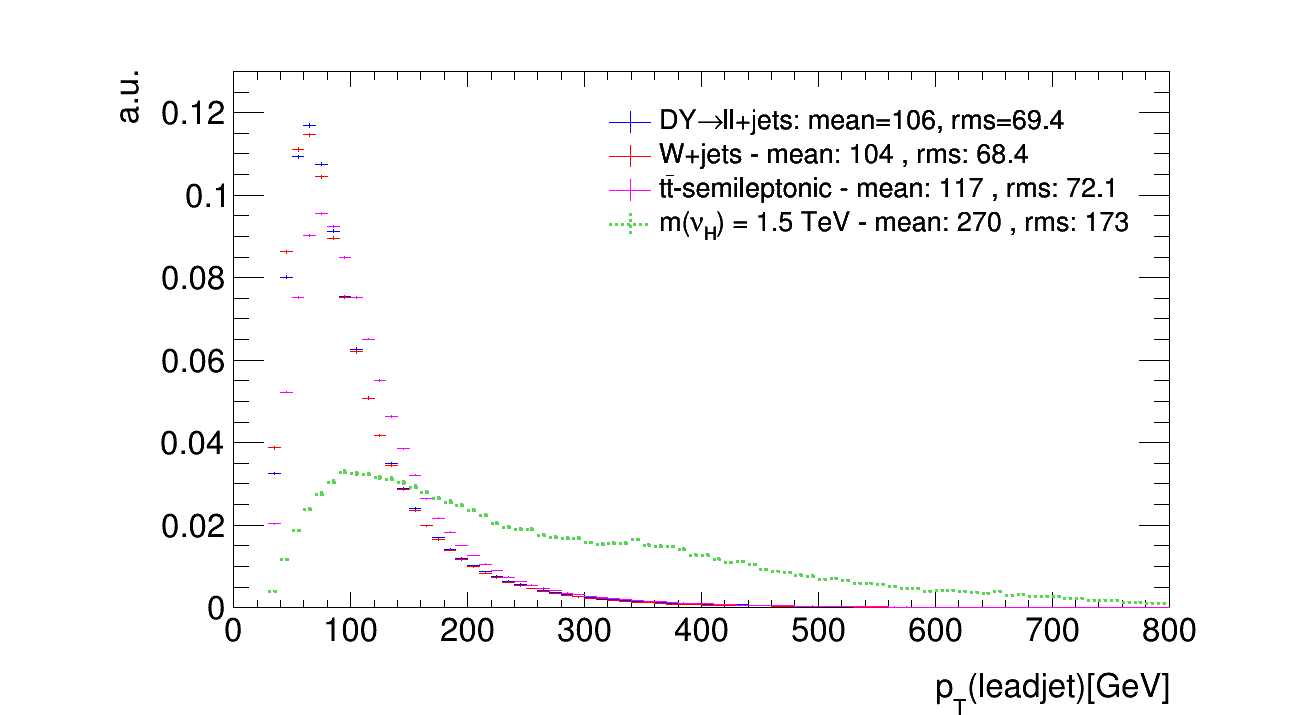 a.u.
0.12
0.1
0.08
0.06
0.04
0.02
0
DY→ll+jets: mean=106, rms=69.4
W+jets - mean: 104 , rms: 68.4
tt̄-semileptonic - mean: 117 , rms: 72.1
m(ν_H) = 1.5 TeV - mean: 270 , rms: 173
0 100 200 300 400 500 600 700 800
p_T(leadjet)[GeV]